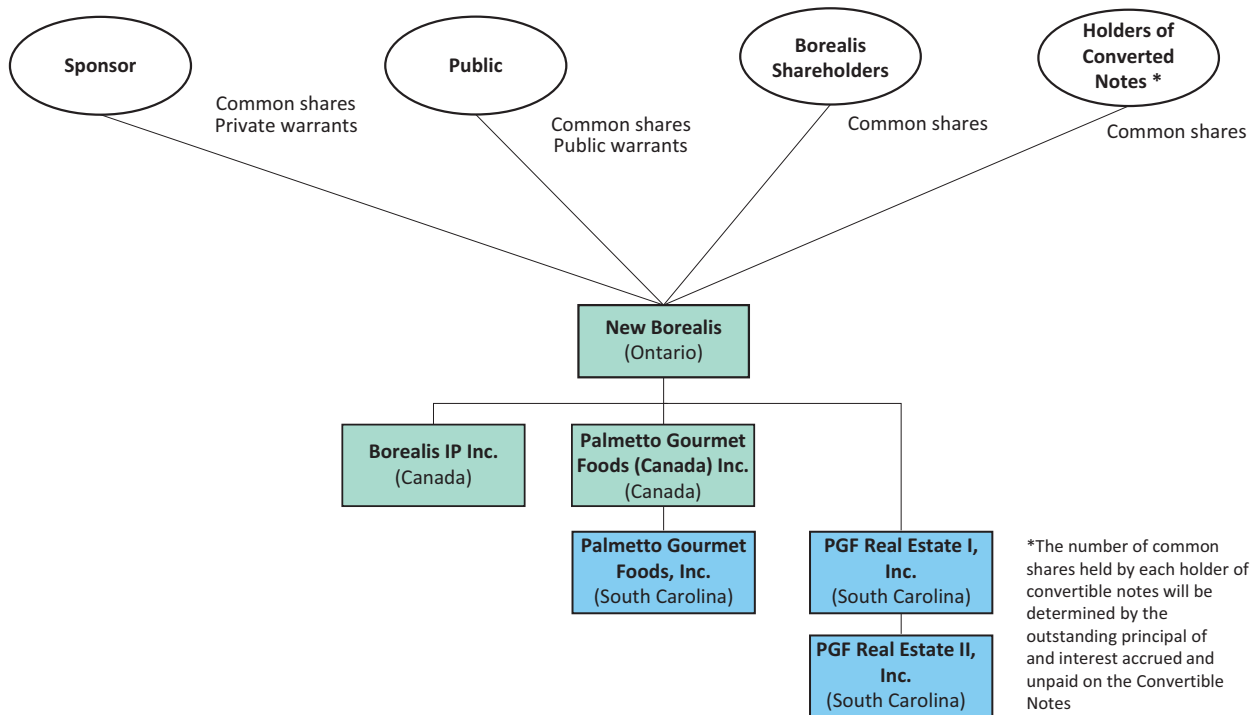 Sponsor
Public
Borealis
Shareholders
Holders of
Converted
Notes *
Common shares
Private warrants
Common shares
Public warrants
Common shares
Common shares
New Borealis
(Ontario)
Borealis IP Inc.
(Canada)
Palmetto Gourmet
Foods (Canada) Inc.
(Canada)
Palmetto Gourmet
Foods, Inc.
(South Carolina)
PGF Real Estate I,
Inc.
(South Carolina)
PGF Real Estate II,
Inc.
(South Carolina)
*The number of common
shares held by each holder of
convertible notes will be
determined by the
outstanding principal of
and interest accrued and
unpaid on the Convertible
Notes